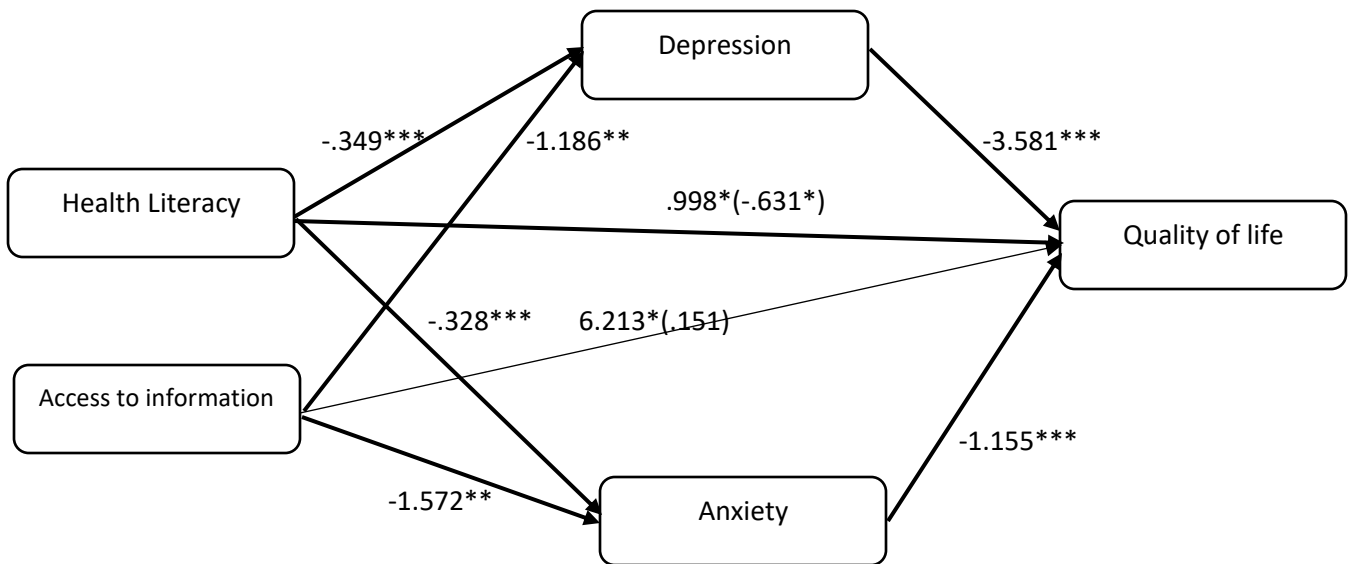 Depression
-.349***
-1.186**
-3.581***
Health Literacy
.998*(-.631*)
Quality of life
-.328***
6.213*(.151)
Access to information
-1.155***
-1.572**
Anxiety